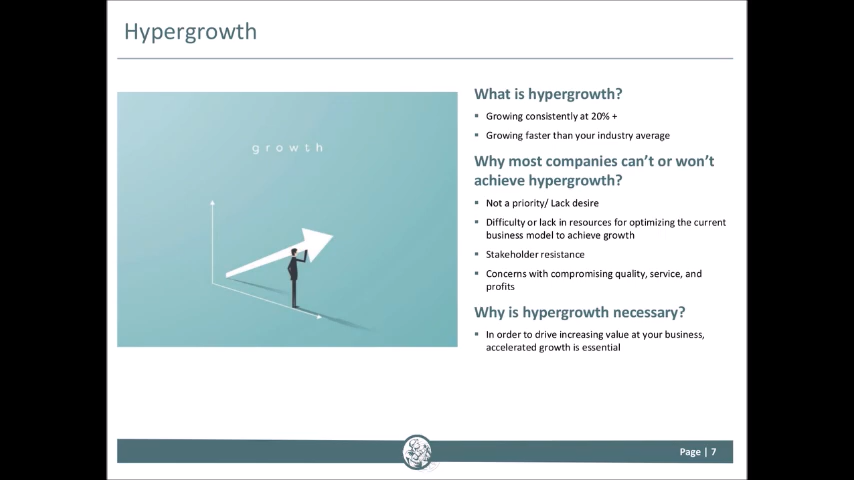 Hypergrowth
growth
What is hypergrowth?
▪ Growing consistently at 20% +
▪ Growing faster than your industry average
Why most companies can't or won't
achieve hypergrowth?
▪ Not a priority/ Lack desire
▪ Difficulty or lack in resources for optimizing the current
business model to achieve growth
▪ Stakeholder resistance
▪ Concerns with compromising quality, service, and
profits
Why is hypergrowth necessary?
▪ In order to drive increasing value at your business,
accelerated growth is essential
Page | 7